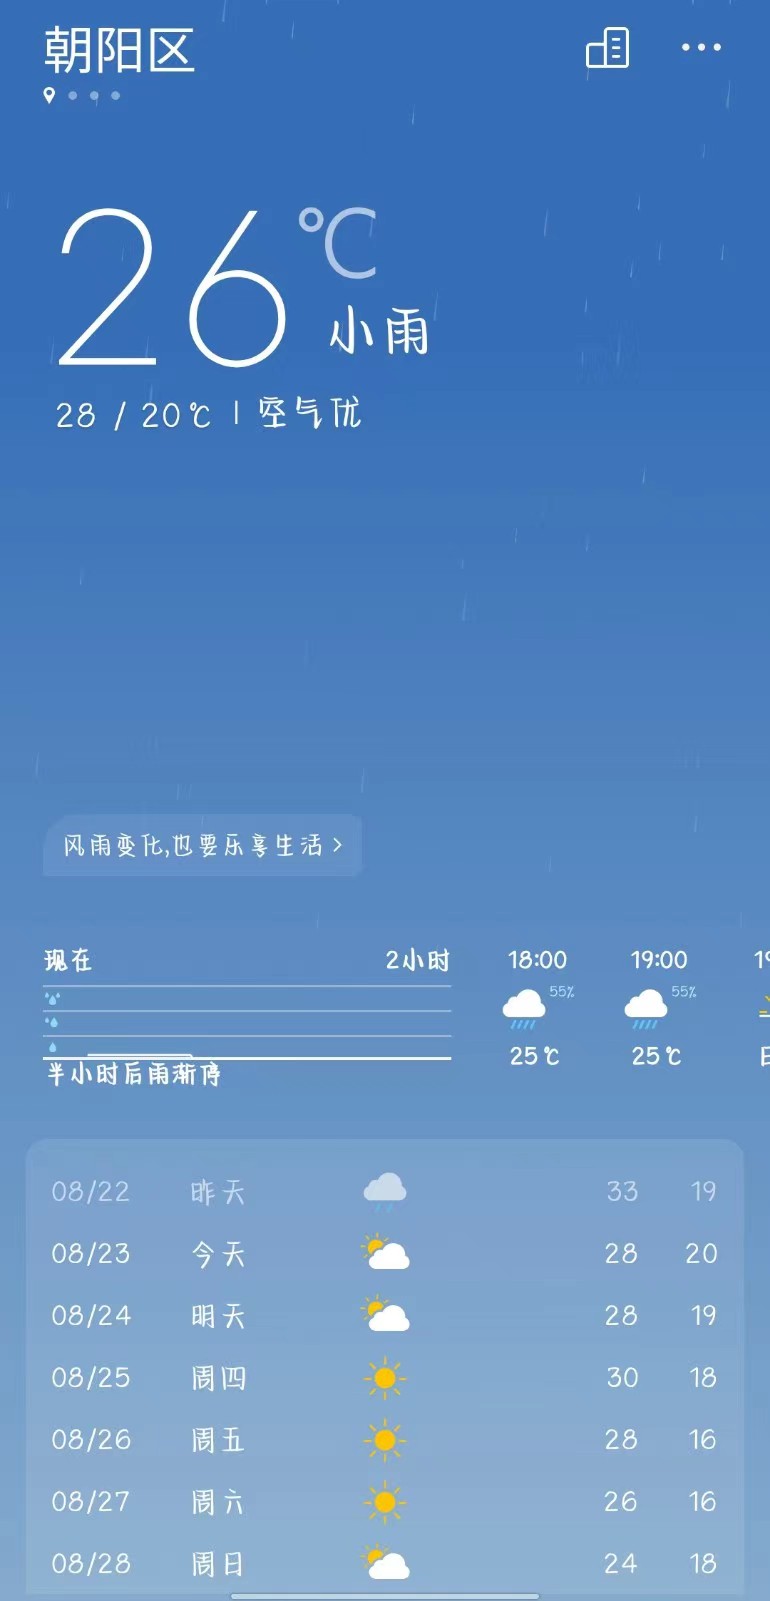 朝阳区
26℃
小雨
28 / 20℃ | 空气优
风雨变化,也要乐享生活 >
现在 2小时 18:00 19:00
55% 55%
25℃ 25℃
半小时后雨渐停
08/22 昨天 33 19
08/23 今天 28 20
08/24 明天 28 19
08/25 周四 30 18
08/26 周五 28 16
08/27 周六 26 16
08/28 周日 24 18